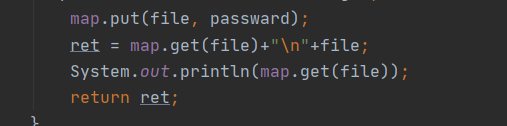 map.put(file, passward);
ret = map.get(file)+"\n"+file;
System.out.println(map.get(file));
return ret;
}